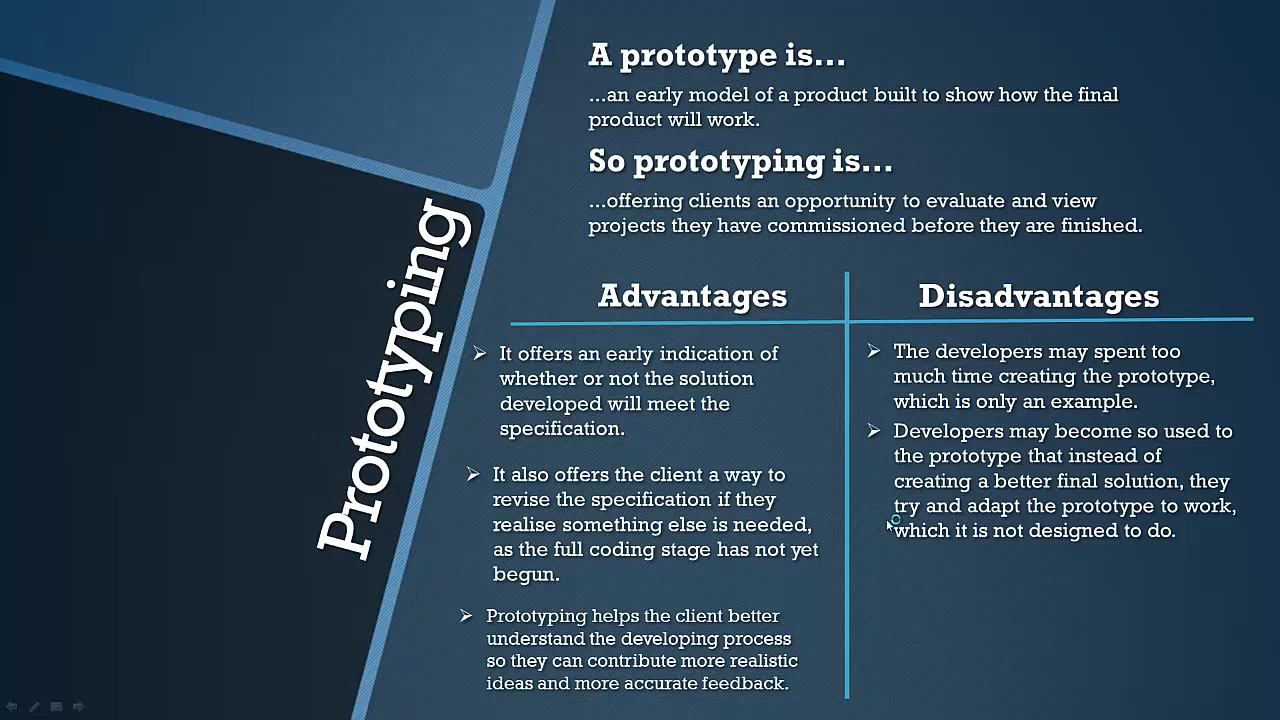 Prototyping
A prototype is...
...an early model of a product built to show how the final
product will work.
So prototyping is...
...offering clients an opportunity to evaluate and view
projects they have commissioned before they are finished.
Advantages
It offers an early indication of
whether or not the solution
developed will meet the
specification.
It also offers the client a way to
revise the specification if they
realise something else is needed,
as the full coding stage has not yet
begun.
Prototyping helps the client better
understand the developing process
so they can contribute more realistic
ideas and more accurate feedback.
Disadvantages
The developers may spent too
much time creating the prototype,
which is only an example.
Developers may become so used to
the prototype that instead of
creating a better final solution, they
try and adapt the prototype to work,
which it is not designed to do.